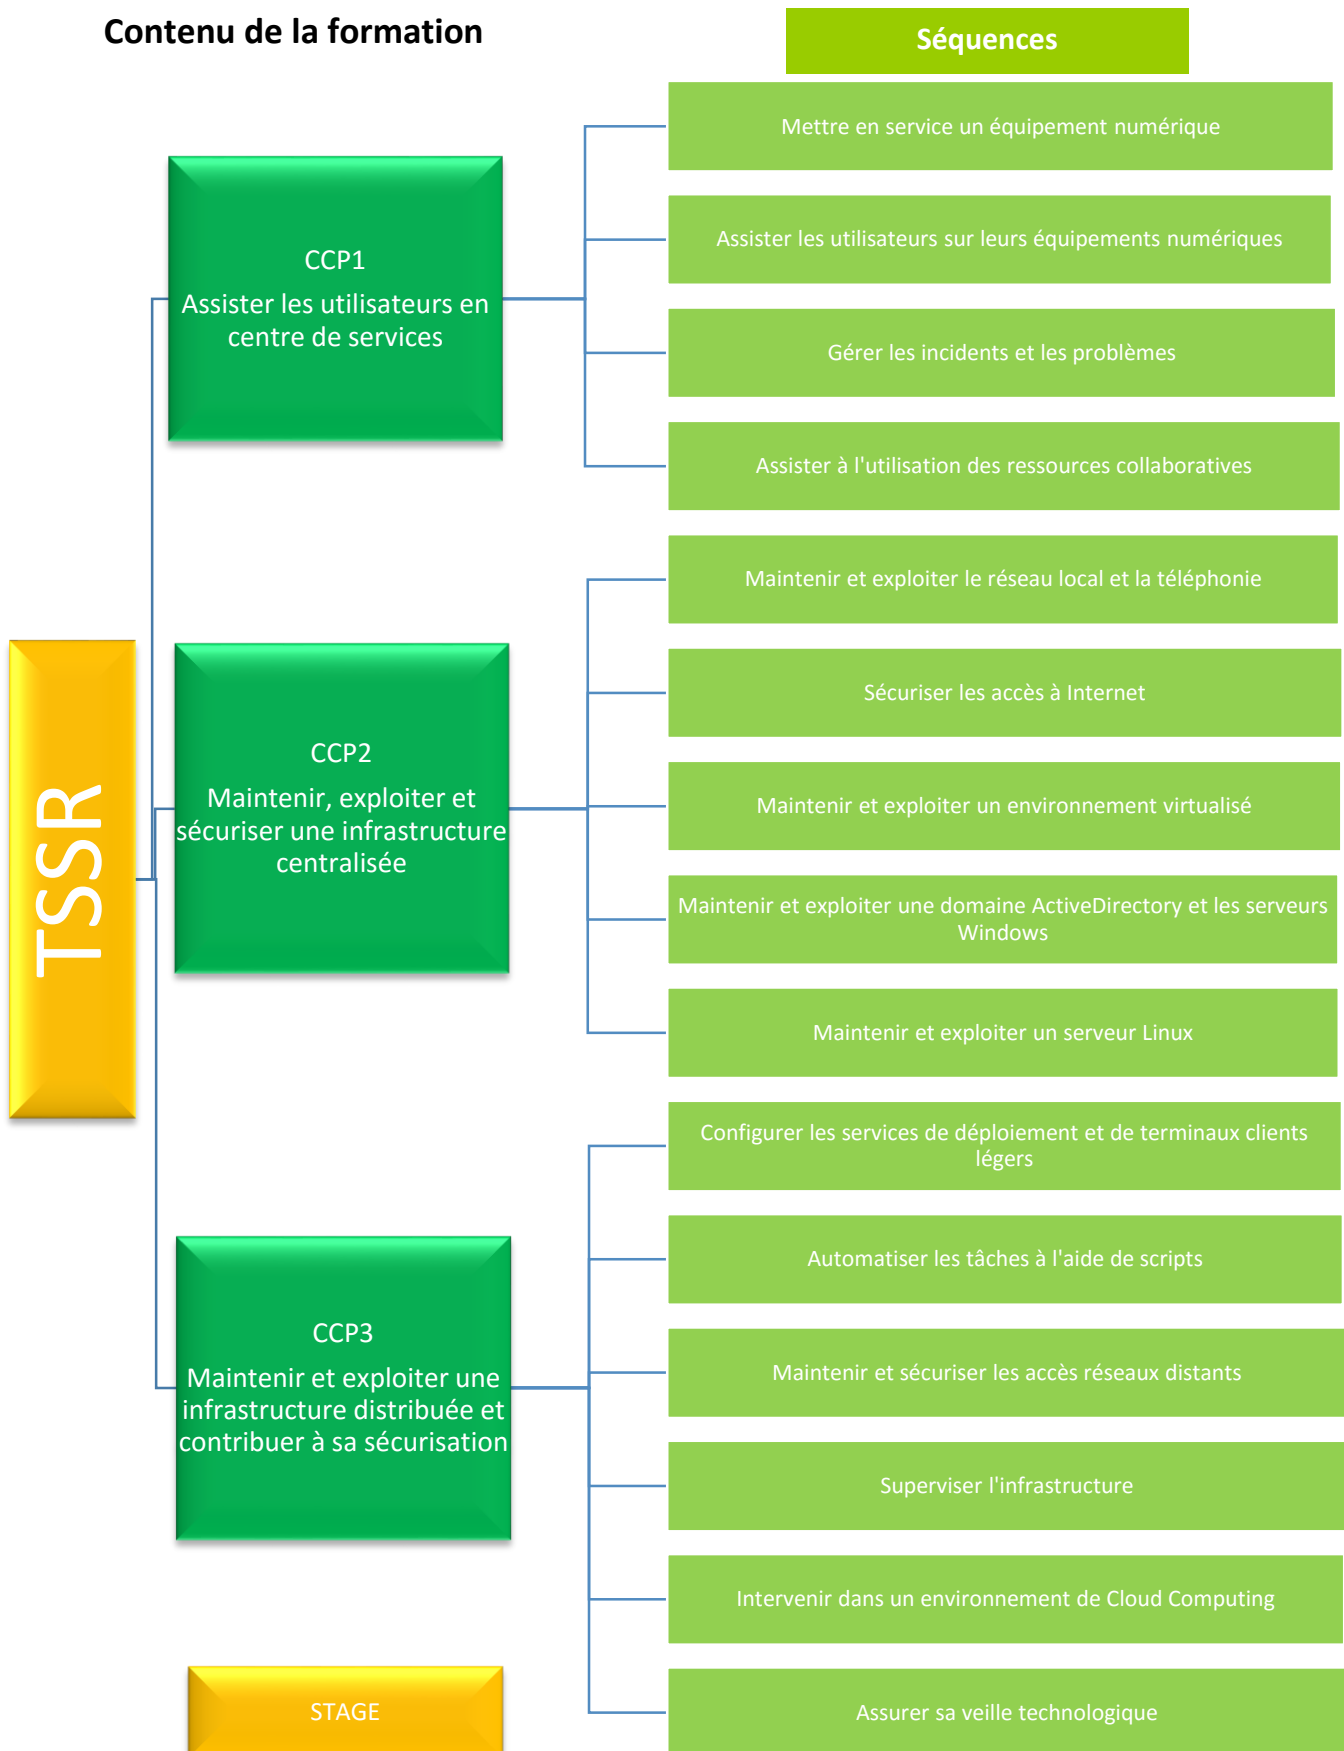 Contenu de la formation
Séquences
TSSR
CCP1
Assister les utilisateurs en
centre de services
Mettre en service un équipement numérique
Assister les utilisateurs sur leurs équipements numériques
Gérer les incidents et les problèmes
Assister à l'utilisation des ressources collaboratives
CCP2
Maintenir, exploiter et
sécuriser une infrastructure
centralisée
Maintenir et exploiter le réseau local et la téléphonie
Sécuriser les accès à Internet
Maintenir et exploiter un environnement virtualisé
Maintenir et exploiter une domaine ActiveDirectory et les serveurs
Windows
Maintenir et exploiter un serveur Linux
CCP3
Maintenir et exploiter une
infrastructure distribuée et
contribuer à sa sécurisation
Configurer les services de déploiement et de terminaux clients
légers
Automatiser les tâches à l'aide de scripts
Maintenir et sécuriser les accès réseaux distants
Superviser l'infrastructure
Intervenir dans un environnement de Cloud Computing
Assurer sa veille technologique
STAGE